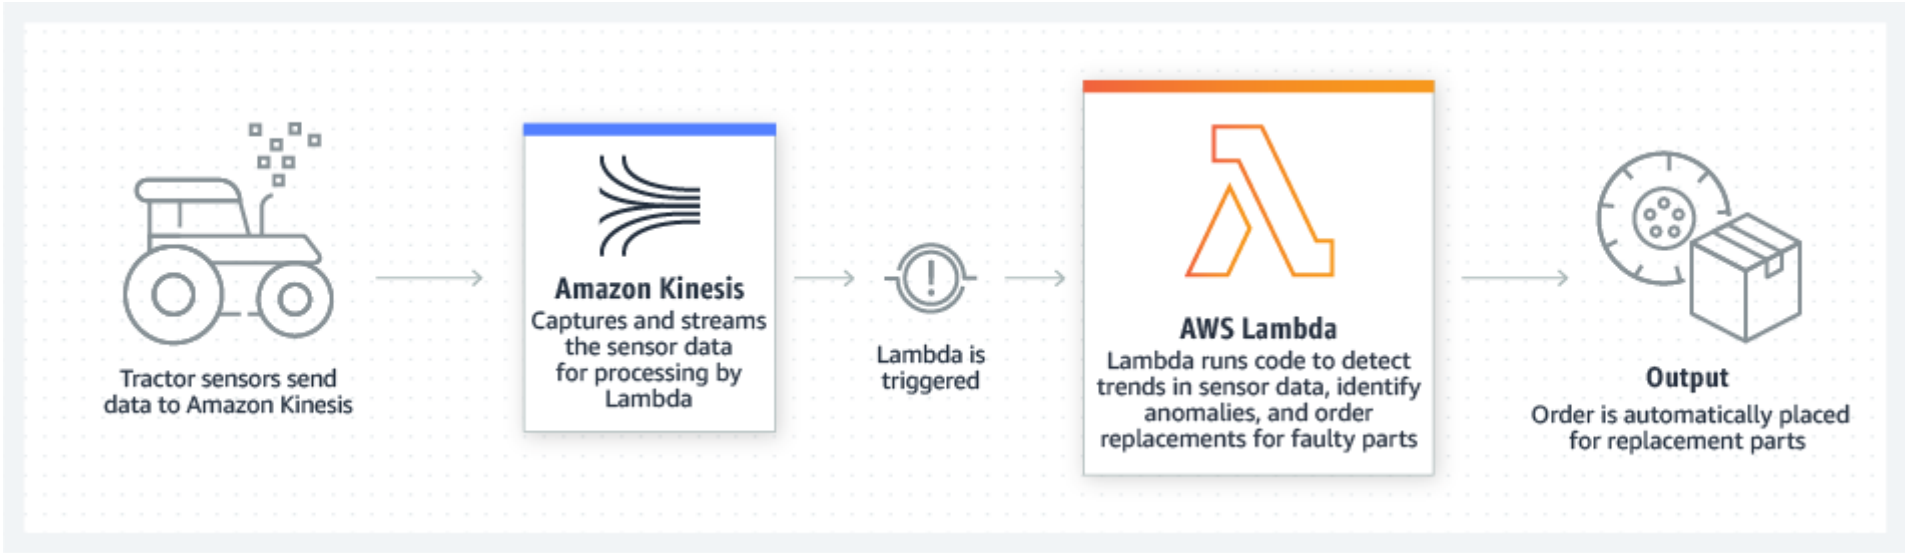 Tractor sensors send
data to Amazon Kinesis
Amazon Kinesis
Captures and streams
the sensor data
for processing by
Lambda
Lambda is
triggered
AWS Lambda
Lambda runs code to detect
trends in sensor data, identify
anomalies, and order
replacements for faulty parts
Output
Order is automatically placed
for replacement parts